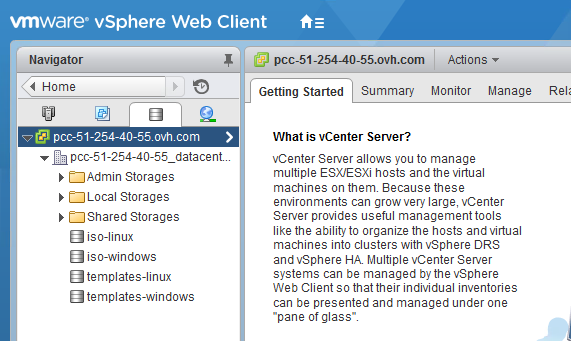 vmware® vSphere Web Client
Navigator
Home
pcc-51-254-40-55.ovh.com
pcc-51-254-40-55_datacent...
Admin Storages
Local Storages
Shared Storages
iso-linux
iso-windows
templates-linux
templates-windows
pcc-51-254-40-55.ovh.com Actions
Getting Started Summary Monitor Manage Rela
What is vCenter Server?
vCenter Server allows you to manage
multiple ESX/ESXi hosts and the virtual
machines on them. Because these
environments can grow very large, vCenter
Server provides useful management tools
like the ability to organize the hosts and virtual
machines into clusters with vSphere DRS
and vSphere HA. Multiple vCenter Server
systems can be managed by the vSphere
Web Client so that their individual inventories
can be presented and managed under one
"pane of glass".